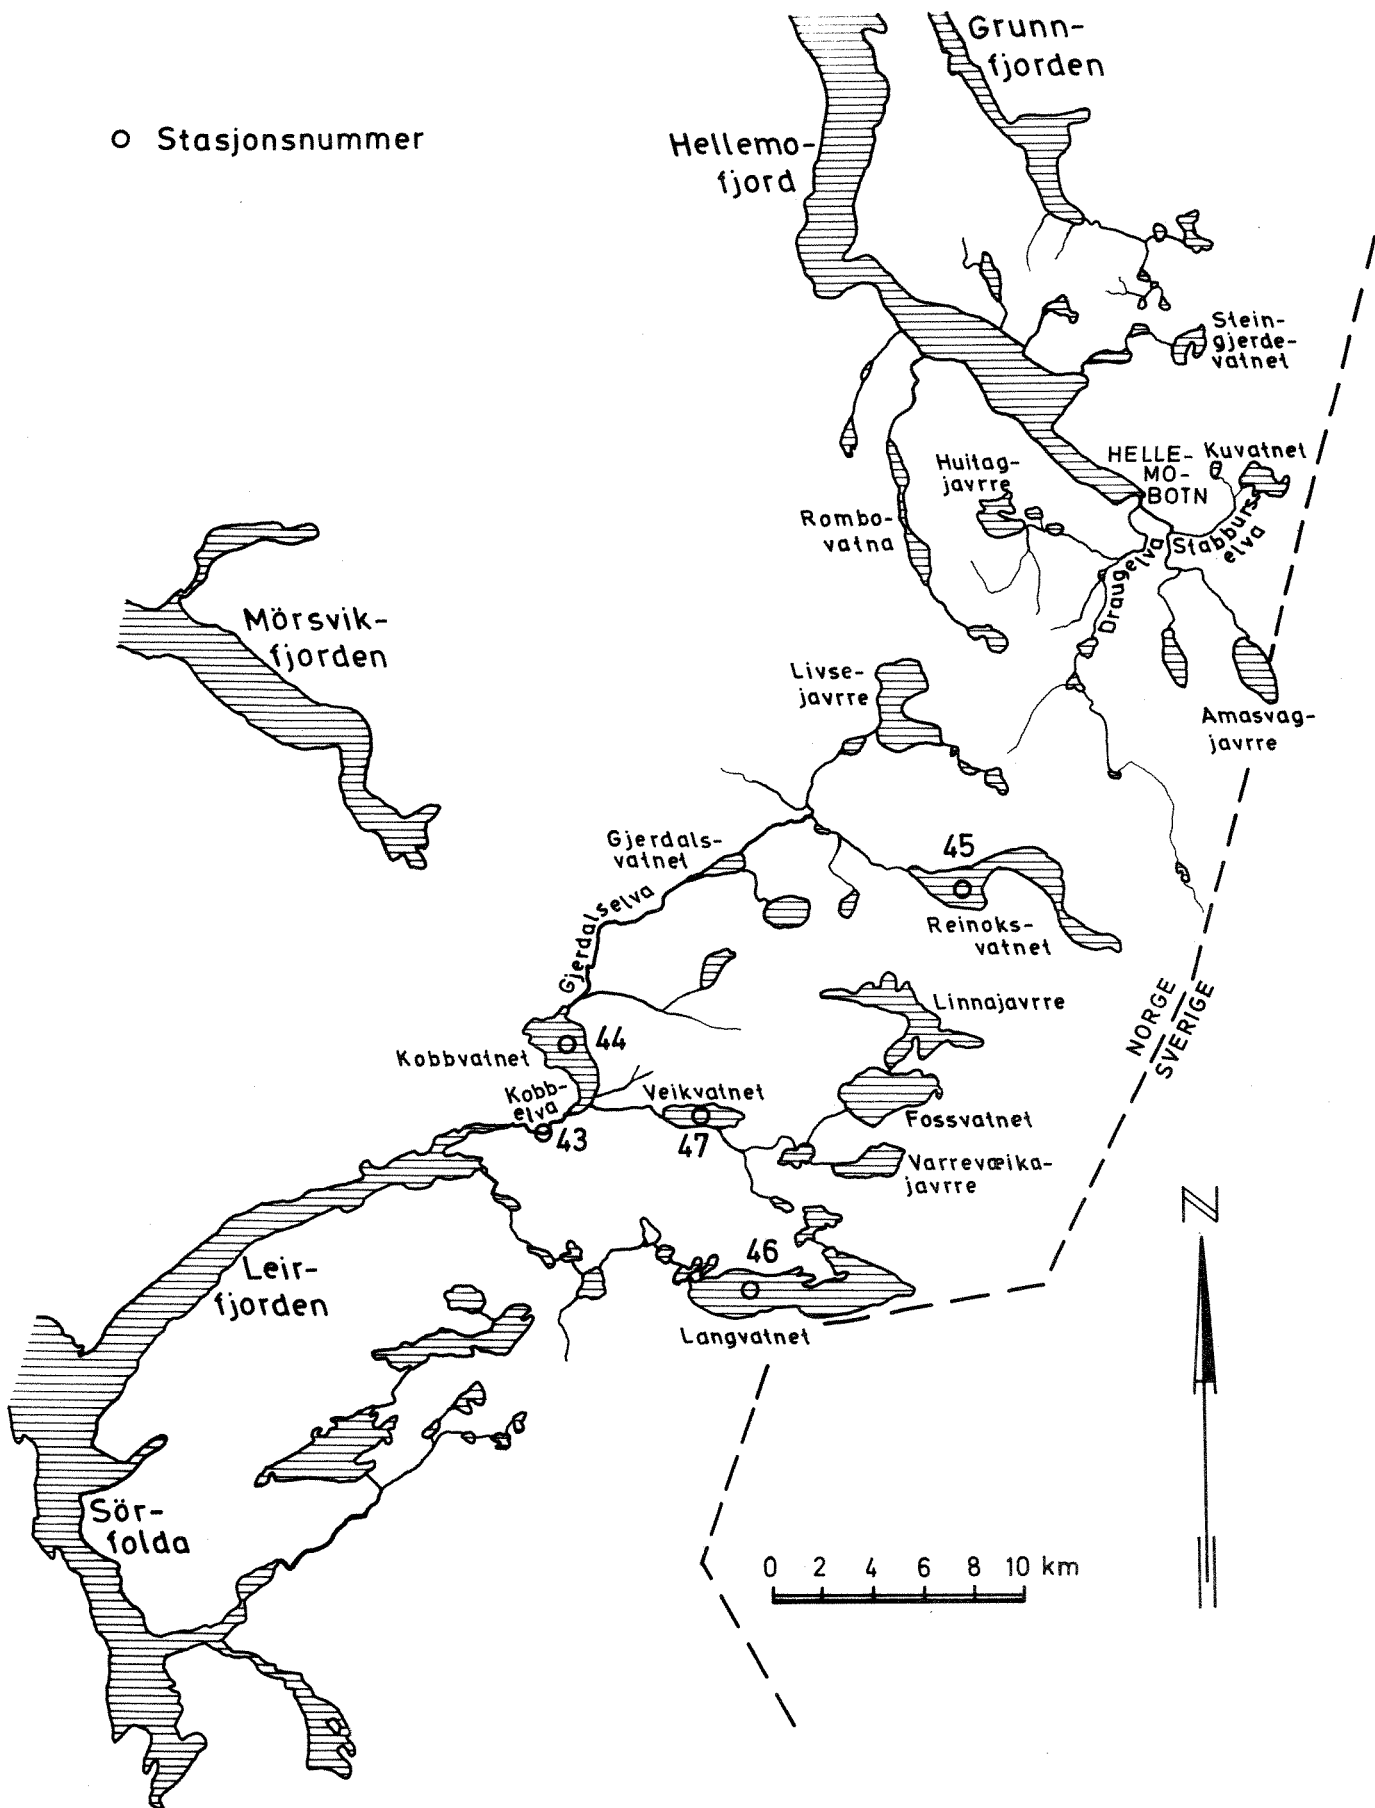 Grunn-
fjorden
Stasjonsnummer
Hellemo-
fjord
Stein-
gjerde-
vatnet
HELLE-
MO-
BOTN
Kuvatnet
Huitag-
javrre
Rombo-
vatna
Stabburs-
elva
Draugelva
Mörsvik-
fjorden
Livse-
javrre
Amasvag-
javrre
Gjerdals-
vatnet
45
Gjerdalselva
Reinoks-
vatnet
Linnajavrre
NORGE
SVERIGE
44
Kobbvatnet
Kobb-
elva
43
Veikvatnet
47
Fossvatnet
Varrevæika-
javrre
N
46
Leir-
fjorden
Langvatnet
Sör-
folda
0 2 4 6 8 10 km